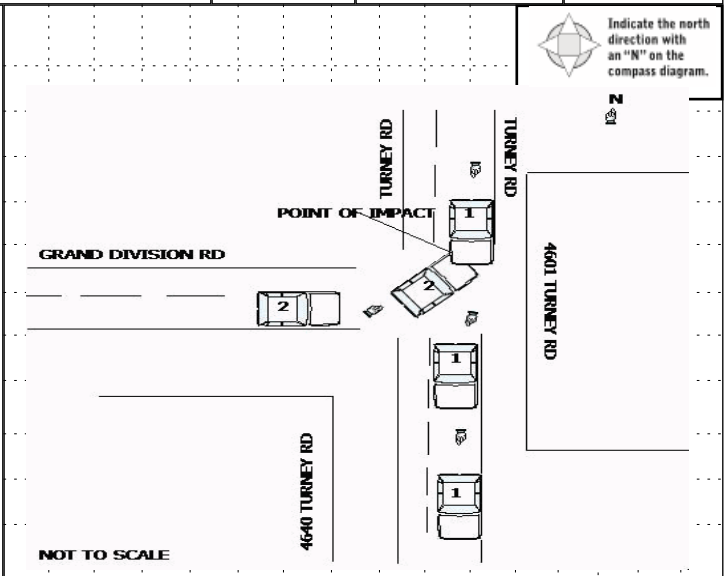 Indicate the north
direction with
an "N" on the
compass diagram.
N
TURNEY RD
TURNEY RD
POINT OF IMPACT
1
GRAND DIVISION RD
4601 TURNEY RD
2
2
1
4640 TURNEY RD
1
NOT TO SCALE